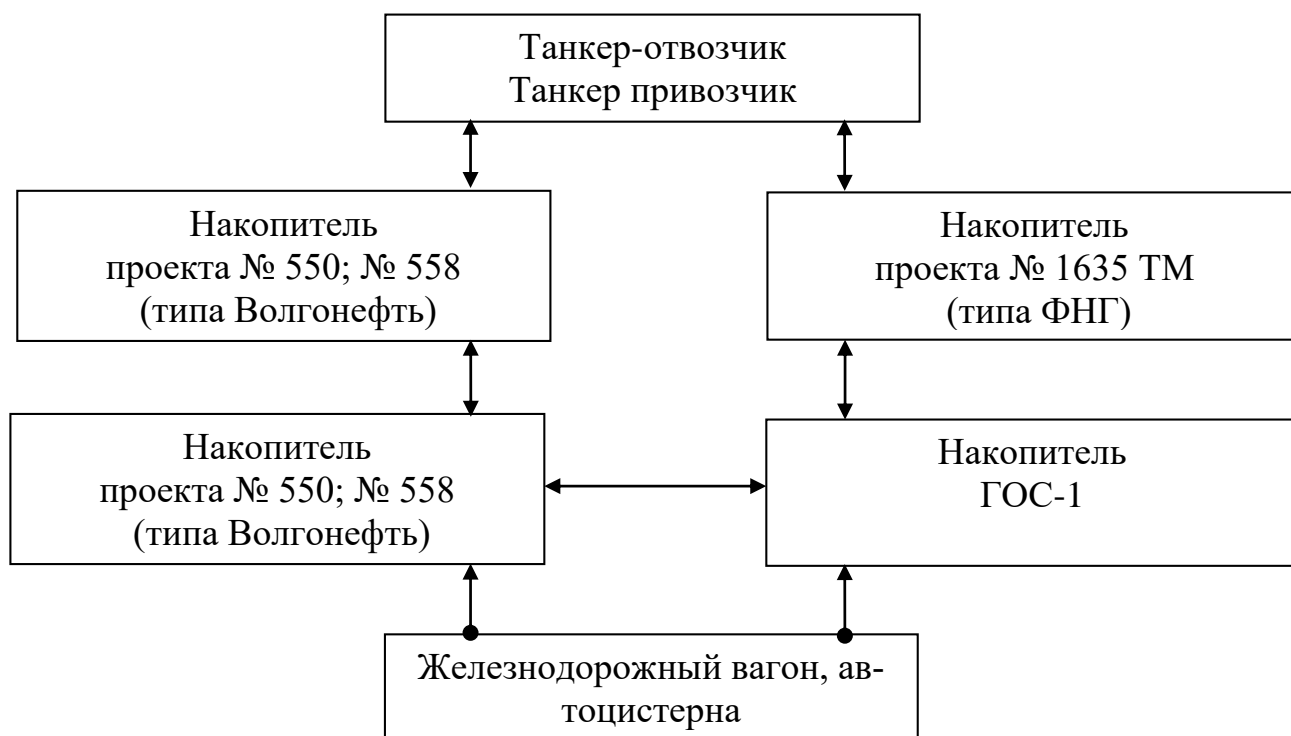 Танкер-отвозчик
Танкер привозчик
Накопитель
проекта № 550; № 558
(типа Волгонефть)
Накопитель
проекта № 1635 ТМ
(типа ФНГ)
Накопитель
проекта № 550; № 558
(типа Волгонефть)
Накопитель
ГОС-1
Железнодорожный вагон, ав-
тоцистерна